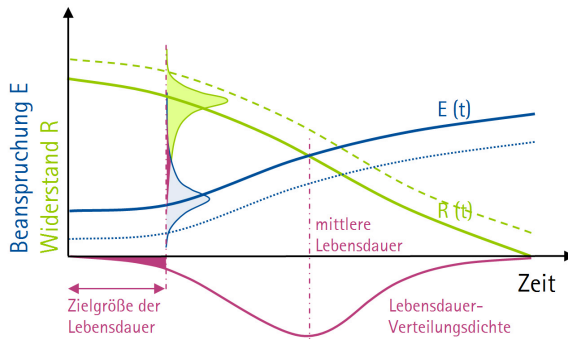 Beanspruchung E
Widerstand R
E (t)
R (t)
mittlere
Lebensdauer
Zeit
Zielgröße der
Lebensdauer
Lebensdauer-
Verteilungsdichte